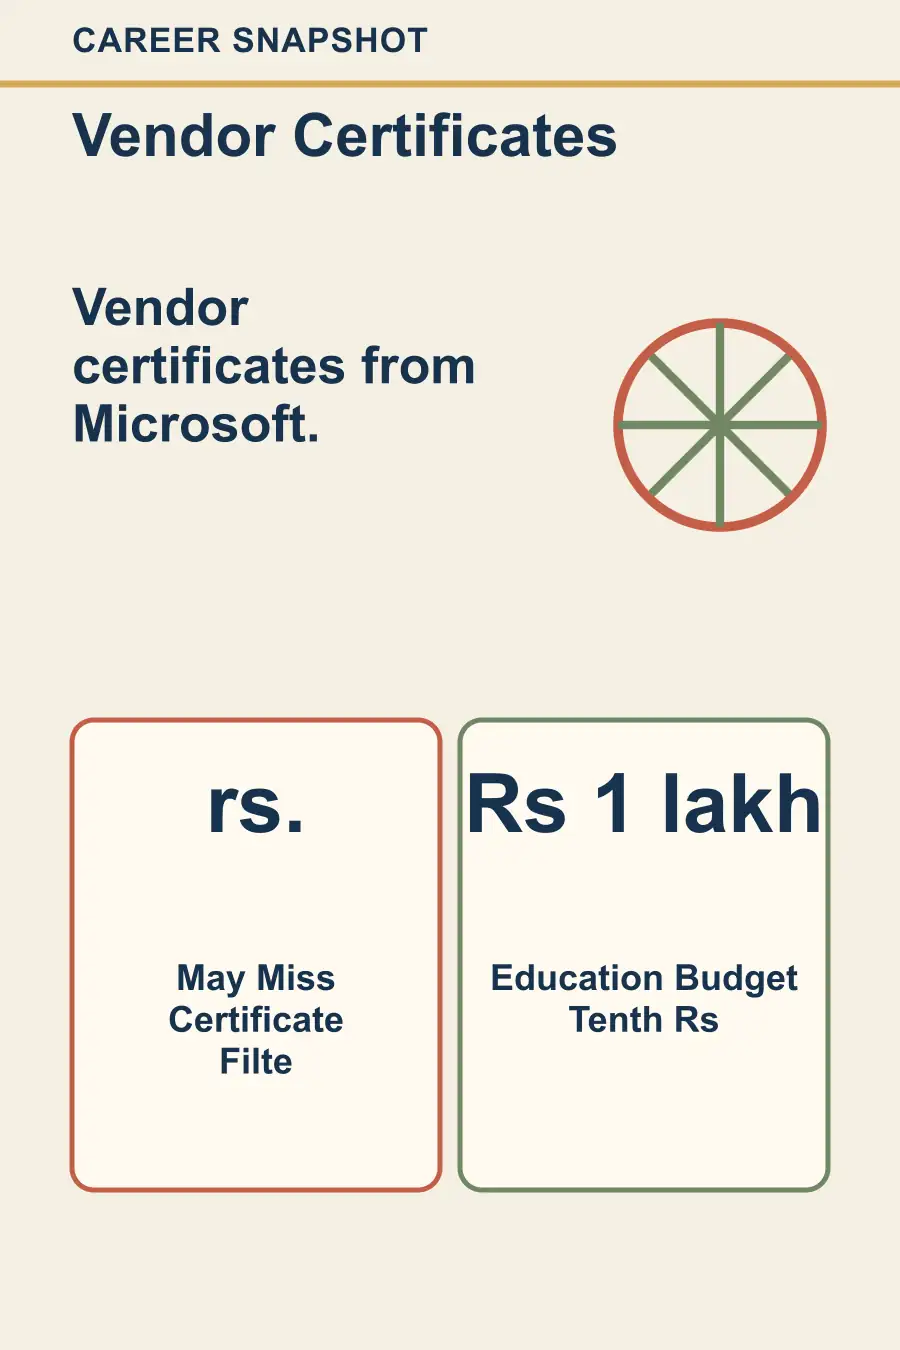 CAREER SNAPSHOT
Vendor Certificates
Vendor
certificates from
Microsoft.
rs.
May Miss
Certificate
Filte
Rs 1 lakh
Education Budget
Tenth Rs